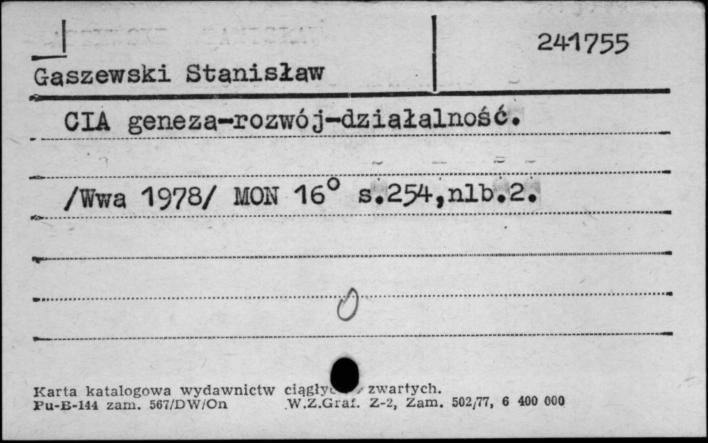 241755
Gąszewski Stanisław
CIA geneza-rozwój-działalność.
/Wwa 1978/ MON 16° s.254,nlb.2.
Karta katalogowa wydawnictw zwartych.
Pu-B-144 zam. 567/DW/On W.Z.Graf. Z-2, Zam. 502/77, 6 400 000